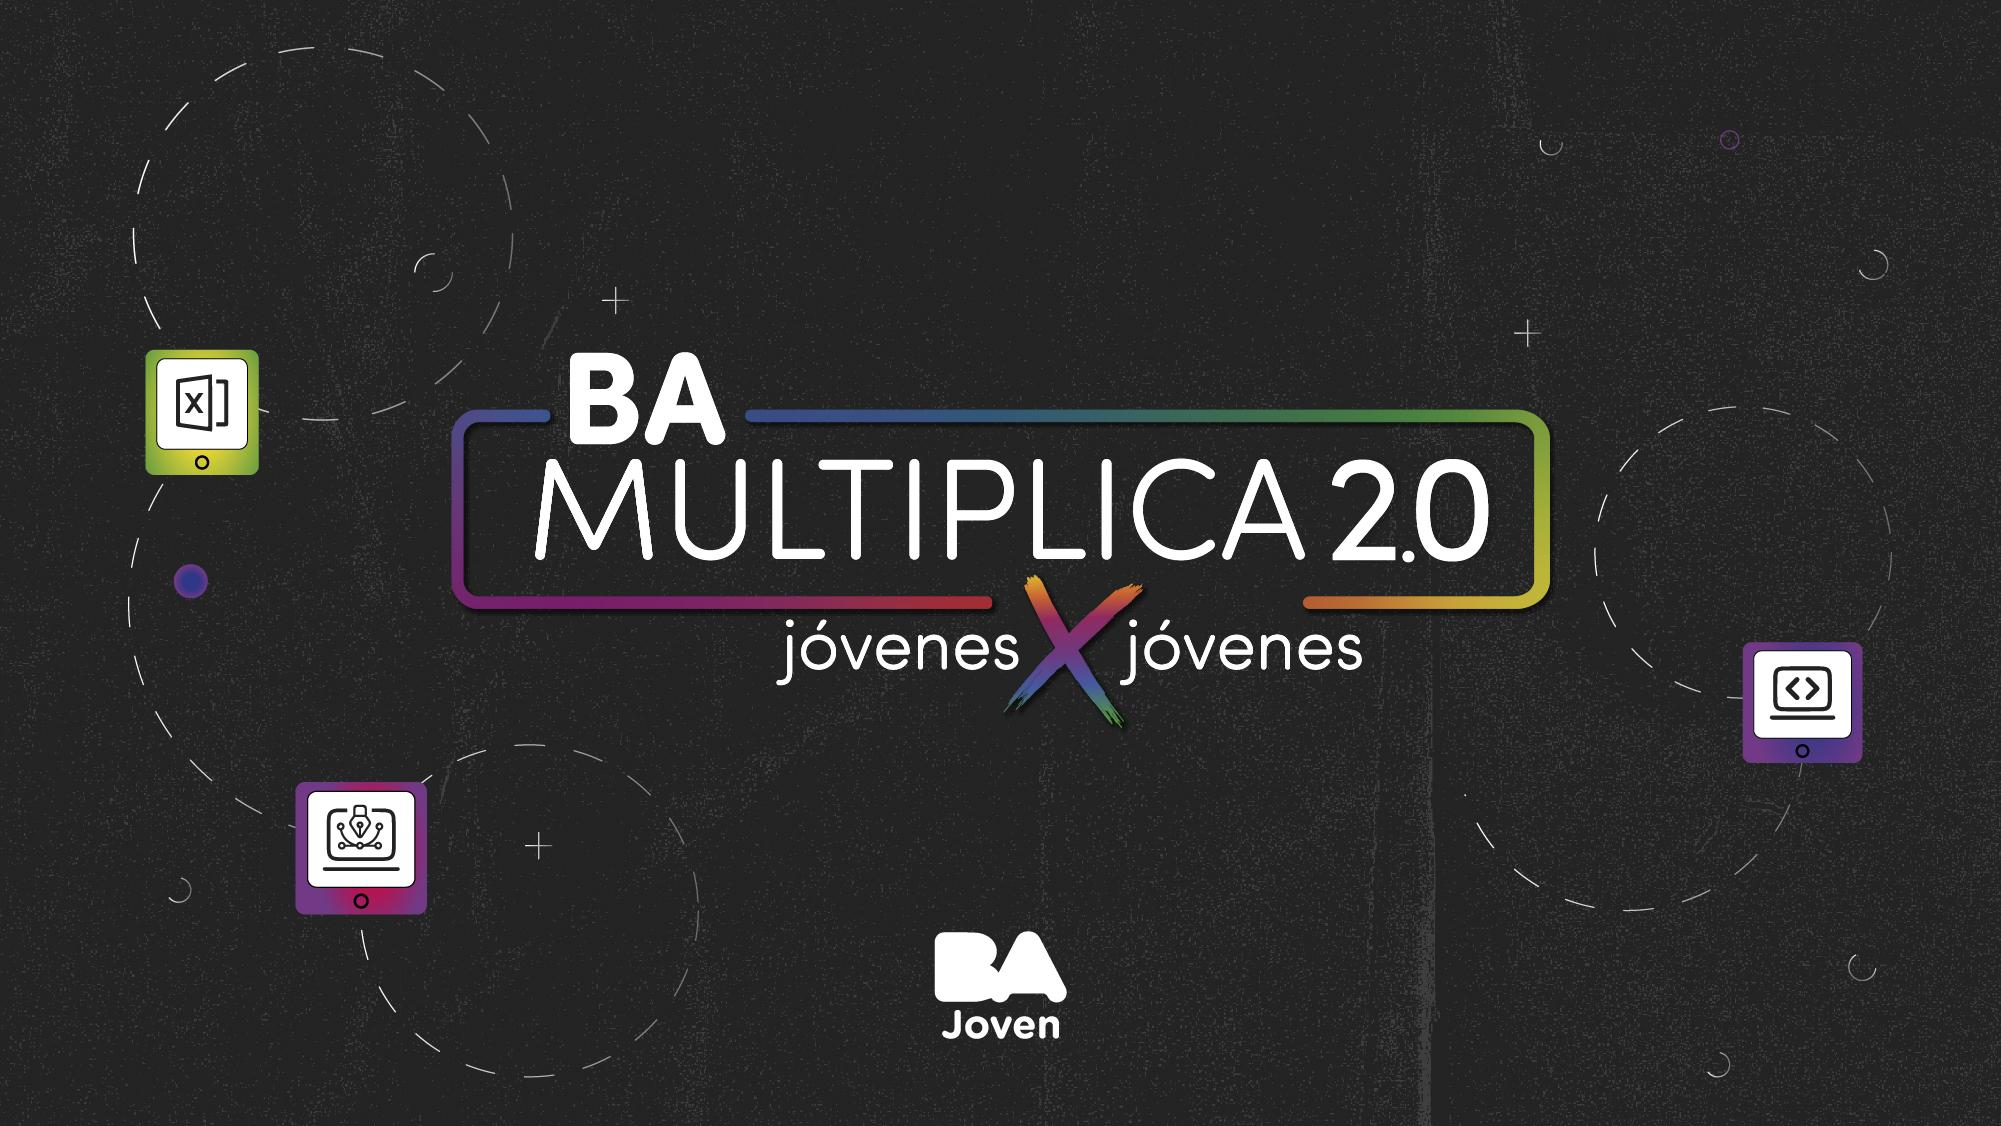 BA
MULTIPLICA 2.0
jóvenes X jóvenes
X
BA
Joven